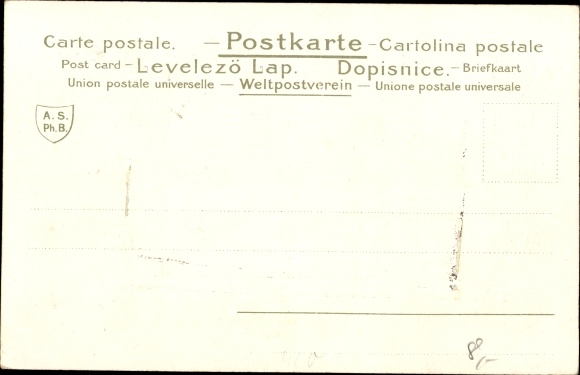 Carte postale. — Postkarte – Cartolina postale
Post card – Levelezö Lap. Dopisnice. – Briefkaart
Union postale universelle — Weltpostverein — Unione postale universale
A. S.
Ph. B.
8,-